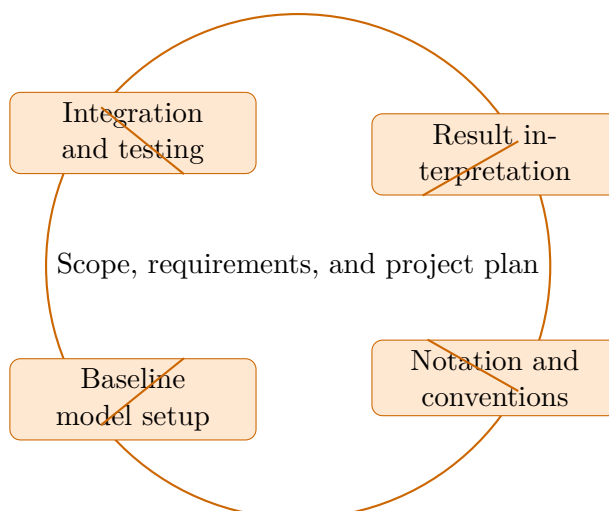 Integration
and testing
Result in-
terpretation
Scope, requirements, and project plan
Baseline
model setup
Notation and
conventions